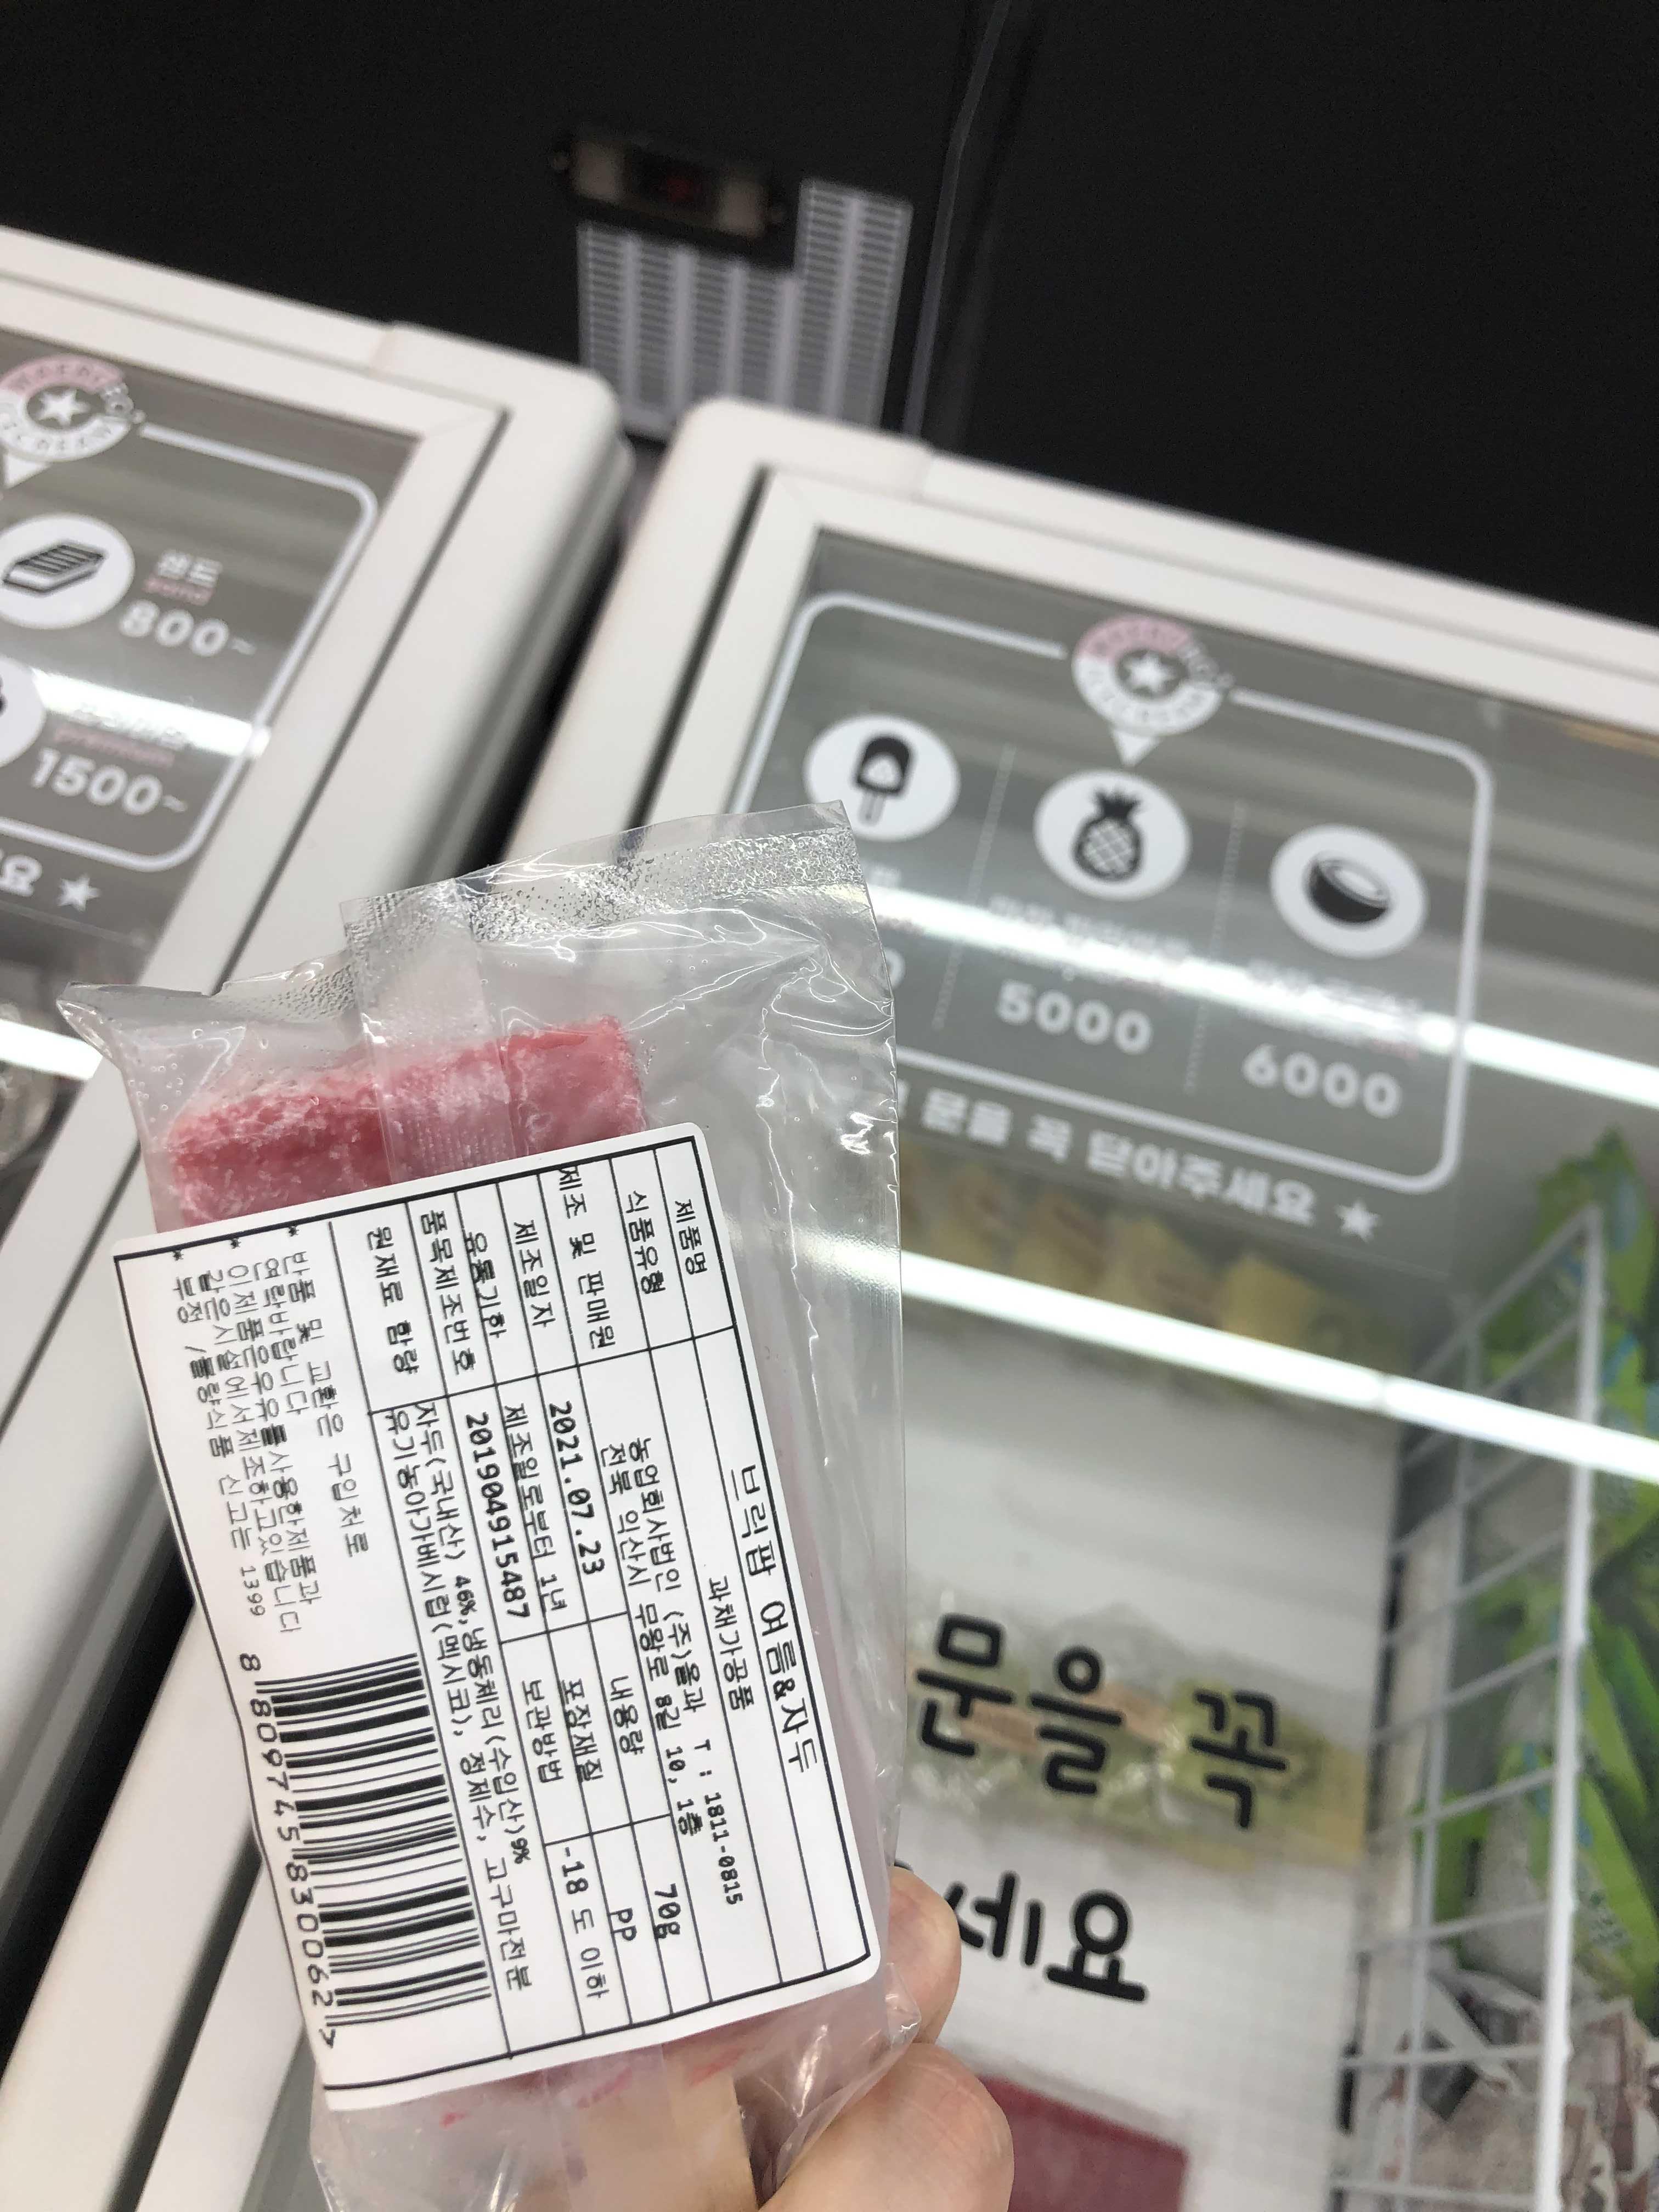 샌드
800~
1500~
요 ★
5000
6000
문을 꼭 닫아주세요 ★
제품명
브릭팝 여름&자두
식품유형
과채가공품
제조 및 판매원
농업회사법인 (주)올과 T : 1811-0815
전북 익산시 무왕로 8길 10, 1층
제조일자
2021.07.23
내용량
70g
유통기한
제조일로부터 1년
포장재질
PP
품목제조번호
2019049915487
보관방법
-18 도 이하
원재료 함량
자두(국내산) 46%, 냉동체리(수입산)9%
유기농아가베시럽(멕시코), 정제수, 고구마전분
* 반품 및 교환은 구입처로
연락바랍니다
* 이제품은우유를사용한제품과
같은시설에서제조하고있습니다
* 부정/불량식품 신고는 1399
8 809745 830062 >
문을 꼭